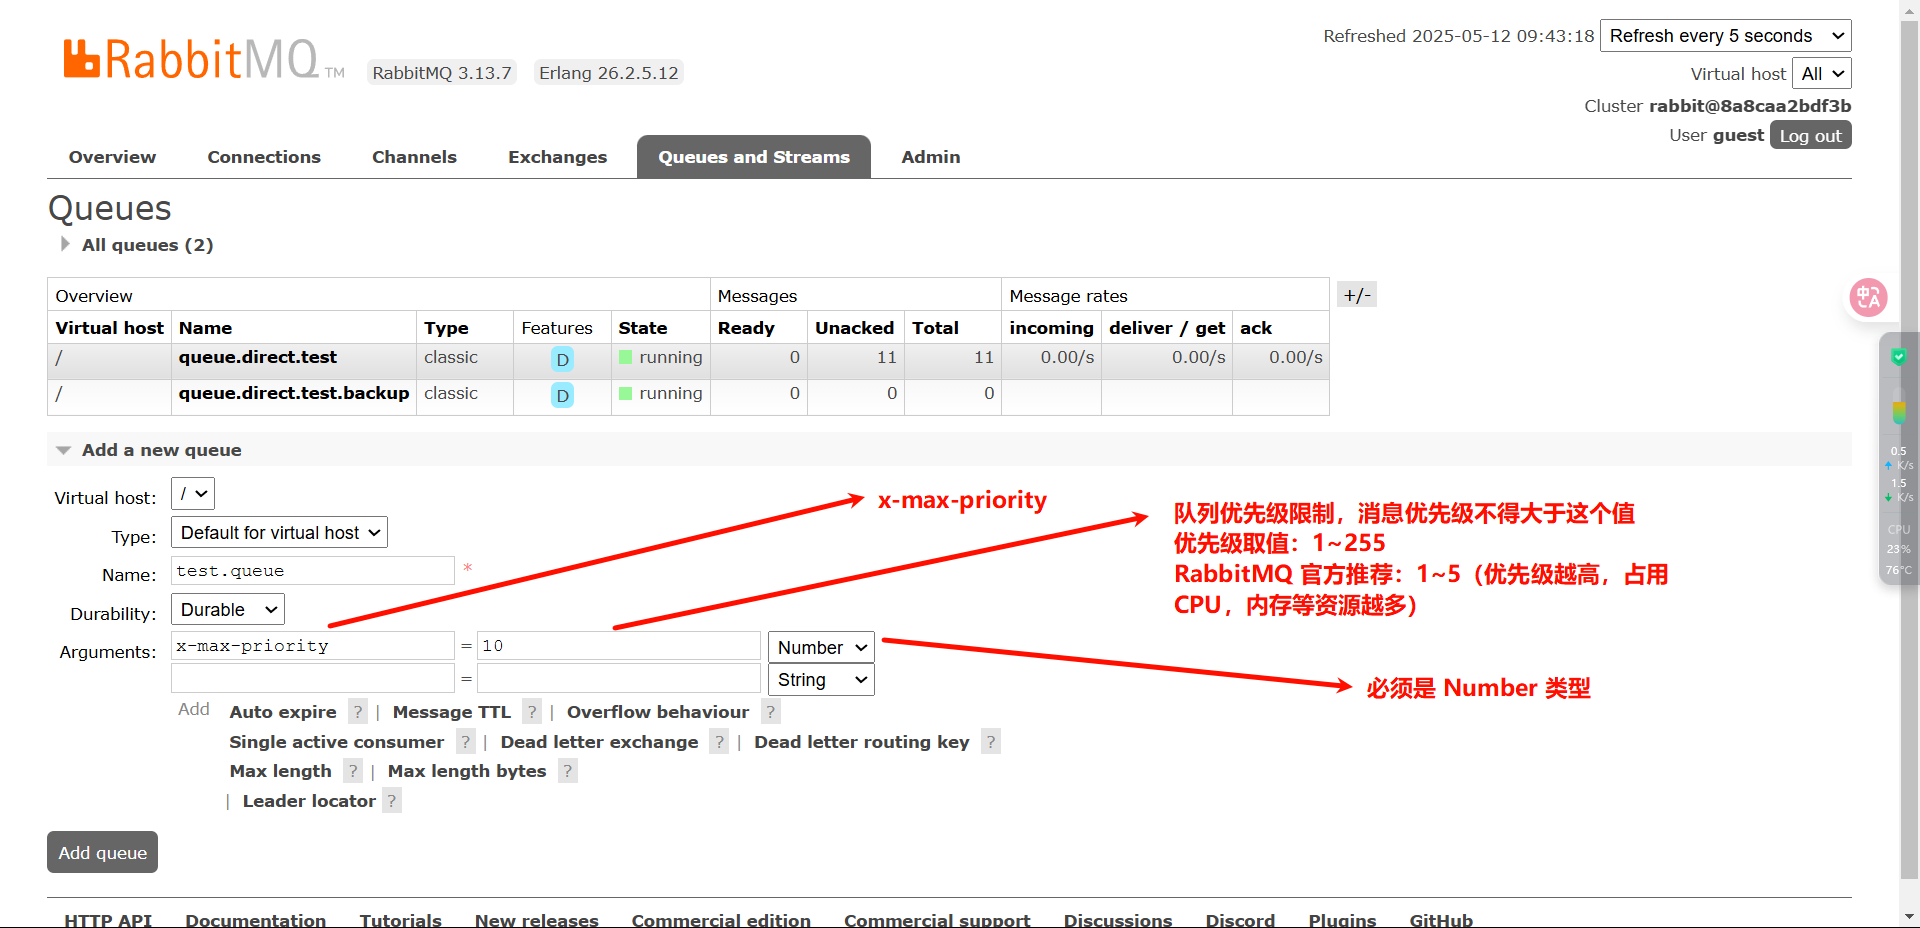 RabbitMQ TM
RabbitMQ 3.13.7 Erlang 26.2.5.12
Refreshed 2025-05-12 09:43:18 Refresh every 5 seconds
Virtual host All
Cluster rabbit@8a8caa2bdf3b
User guest Log out
Overview Connections Channels Exchanges Queues and Streams Admin
Queues
All queues (2)
Overview Messages Message rates +/-
Virtual host Name Type Features State Ready Unacked Total incoming deliver / get ack
/ queue.direct.test classic D running 0 11 11 0.00/s 0.00/s 0.00/s
/ queue.direct.test.backup classic D running 0 0 0
Add a new queue
Virtual host: /
Type: Default for virtual host
Name: test.queue *
Durability: Durable
Arguments: x-max-priority = 10 Number
= String
Add Auto expire ? | Message TTL ? | Overflow behaviour ?
Single active consumer ? | Dead letter exchange ? | Dead letter routing key ?
Max length ? | Max length bytes ?
| Leader locator ?
Add queue
x-max-priority
队列优先级限制，消息优先级不得大于这个值
优先级取值：1~255
RabbitMQ 官方推荐：1~5（优先级越高，占用
CPU，内存等资源越多）
必须是 Number 类型
中A
0.5
K/s
1.5
K/s
CPU
23%
76°C
HTTP API Documentation Tutorials New releases Commercial edition Commercial support Discussions Discord Plugins GitHub